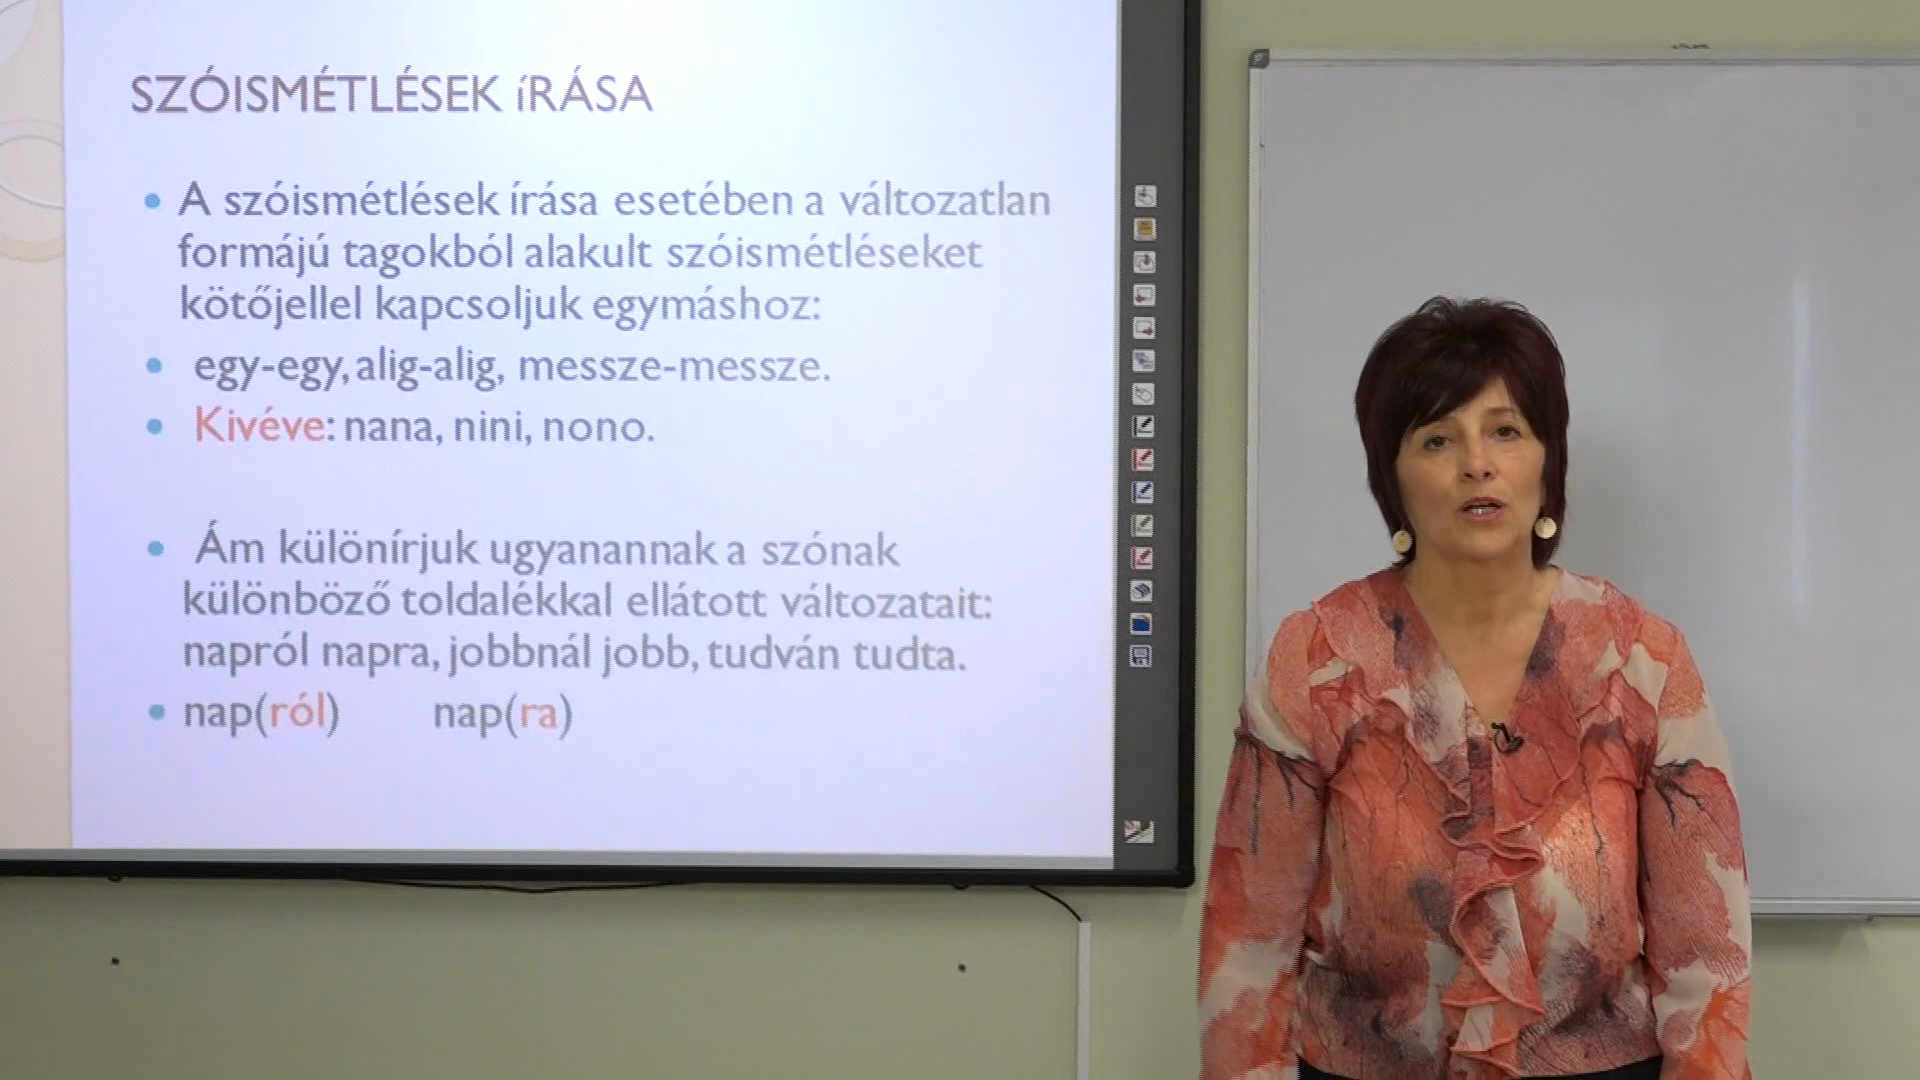 SZÓISMÉTLÉSEK íRÁSA
• A szóismétlések írása esetében a változatlan
formájú tagokból alakult szóismétléseket
kötőjellel kapcsoljuk egymáshoz:
• egy-egy, alig-alig, messze-messze.
• Kivéve: nana, nini, nono.
• Ám különírjuk ugyanannak a szónak
különböző toldalékkal ellátott változatait:
napról napra, jobbnál jobb, tudván tudta.
• nap(ról) nap(ra)